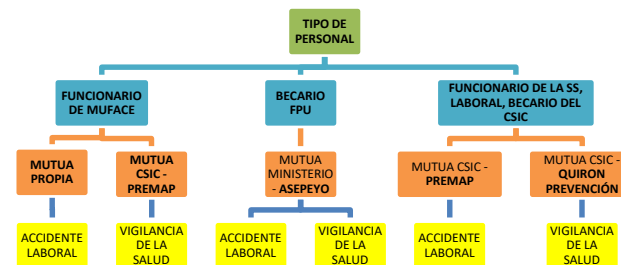 TIPO DE
PERSONAL
FUNCIONARIO
DE MUFACE
BECARIO
FPU
FUNCIONARIO DE LA SS,
LABORAL, BECARIO DEL
CSIC
MUTUA
PROPIA
MUTUA
CSIC -
PREMAP
MUTUA
MINISTERIO
- ASEPEYO
MUTUA CSIC -
PREMAP
MUTUA CSIC -
QUIRON
PREVENCIÓN
ACCIDENTE
LABORAL
VIGILANCIA
DE LA
SALUD
ACCIDENTE
LABORAL
VIGILANCIA
DE LA
SALUD
ACCIDENTE
LABORAL
VIGILANCIA
DE LA
SALUD